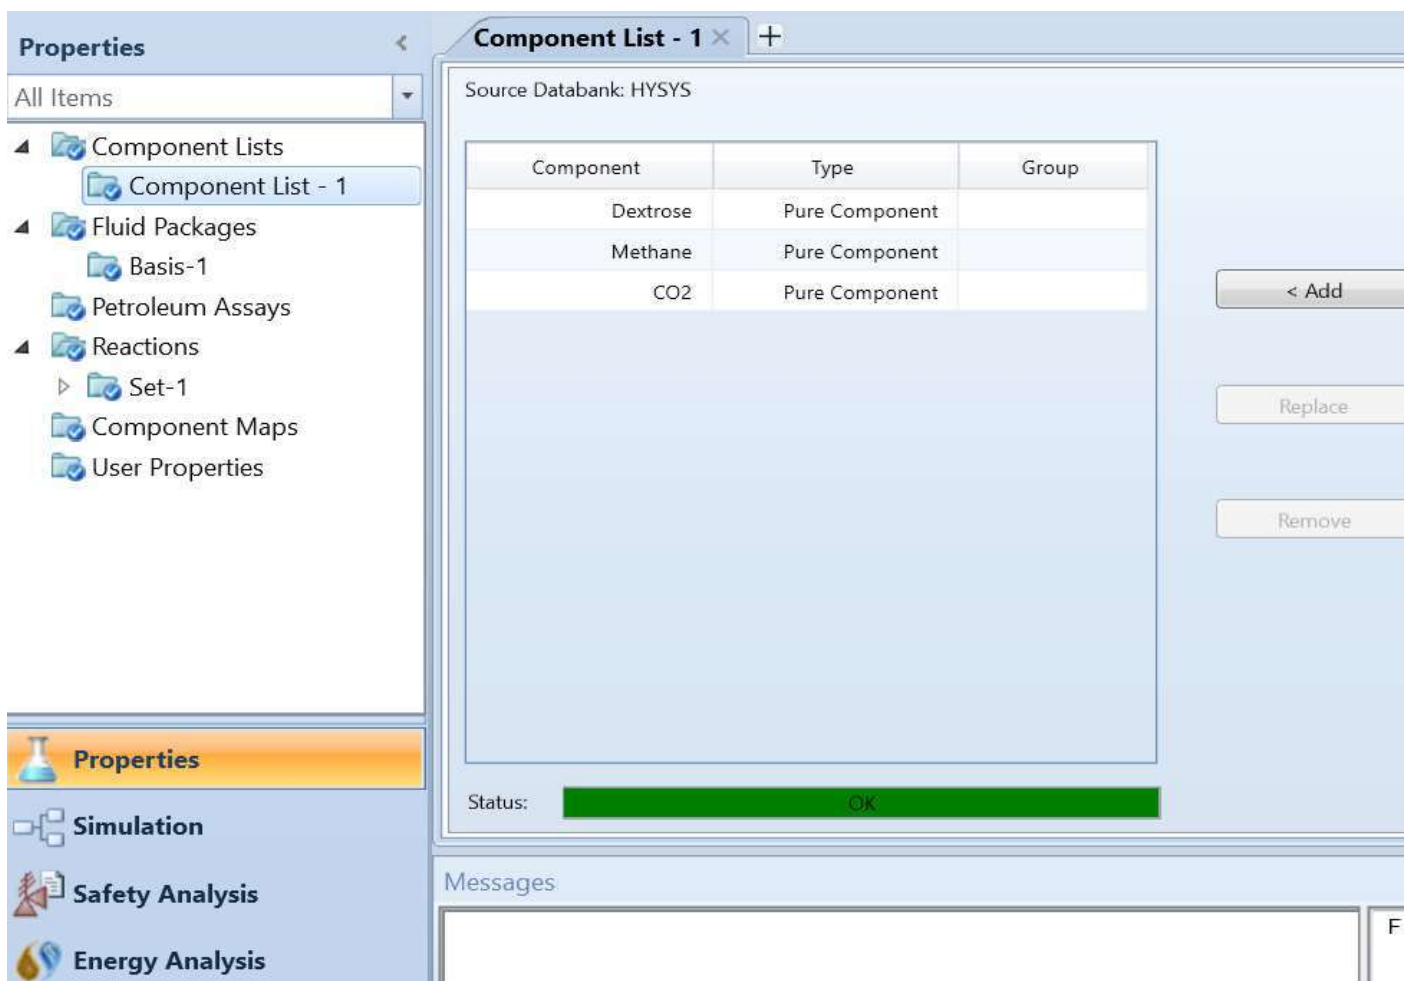 Properties
All Items
Component Lists
Component List - 1
Fluid Packages
Basis-1
Petroleum Assays
Reactions
Set-1
Component Maps
User Properties
Properties
Simulation
Safety Analysis
Energy Analysis
Component List - 1
Source Databank: HYSYS
Component Type Group
Dextrose Pure Component
Methane Pure Component
CO2 Pure Component
< Add
Replace
Remove
Status: OK
Messages
F